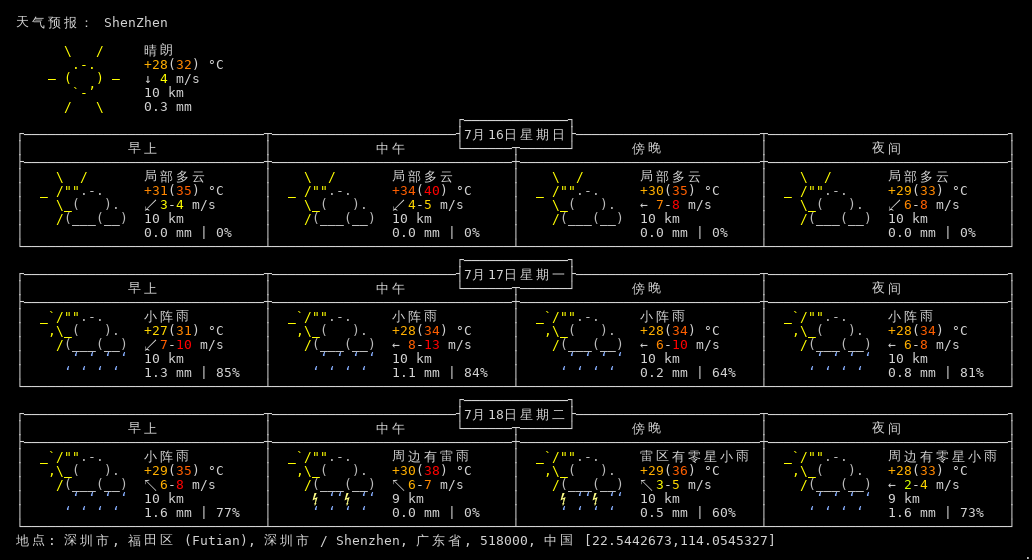 天气预报： ShenZhen
晴朗
+28(32) °C
↓ 4 m/s
10 km
0.3 mm
7月16日星期日
早上 中午 傍晚 夜间
局部多云 局部多云 局部多云 局部多云
+31(35) °C +34(40) °C +30(35) °C +29(33) °C
↙ 3-4 m/s ↙ 4-5 m/s ← 7-8 m/s ↙ 6-8 m/s
10 km 10 km 10 km 10 km
0.0 mm | 0% 0.0 mm | 0% 0.0 mm | 0% 0.0 mm | 0%
7月17日星期一
早上 中午 傍晚 夜间
小阵雨 小阵雨 小阵雨 小阵雨
+27(31) °C +28(34) °C +28(34) °C +28(34) °C
↙ 7-10 m/s ← 8-13 m/s ← 6-10 m/s ← 6-8 m/s
10 km 10 km 10 km 10 km
1.3 mm | 85% 1.1 mm | 84% 0.2 mm | 64% 0.8 mm | 81%
7月18日星期二
早上 中午 傍晚 夜间
小阵雨 周边有雷雨 雷区有零星小雨 周边有零星小雨
+29(35) °C +30(38) °C +29(36) °C +28(33) °C
↖ 6-8 m/s ↖ 6-7 m/s ↖ 3-5 m/s ← 2-4 m/s
10 km 9 km 10 km 9 km
1.6 mm | 77% 0.0 mm | 0% 0.5 mm | 60% 1.6 mm | 73%
地点: 深圳市, 福田区 (Futian), 深圳市 / Shenzhen, 广东省, 518000, 中国 [22.5442673,114.0545327]